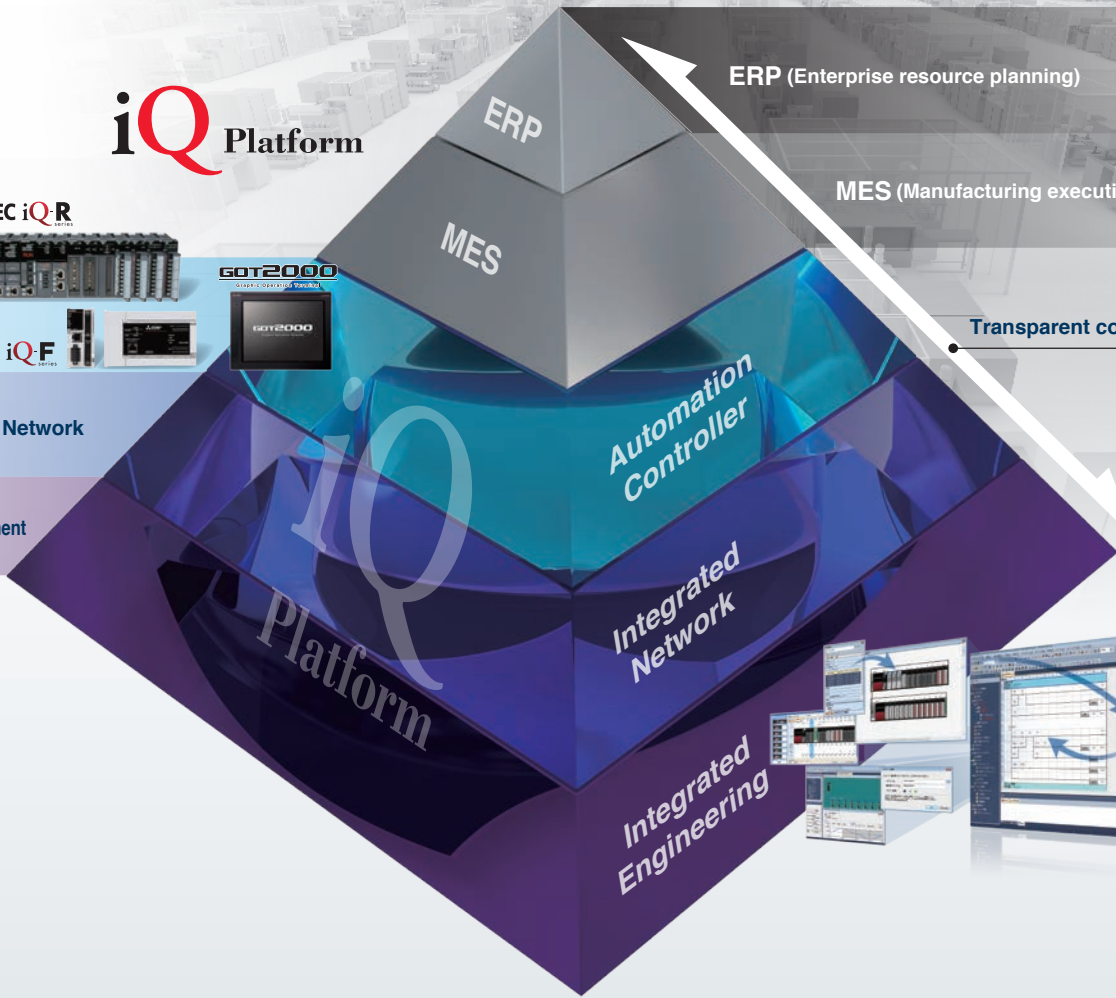 iQ Platform
EC iQ-R
series
GOT2000
Graphic Operation Terminal
GOT2000
iQ-F
series
Network
nent
ERP (Enterprise resource planning)
MES (Manufacturing executi
Transparent co
ERP
MES
Automation
Controller
Integrated
Network
Integrated
Engineering
iQ
Platform